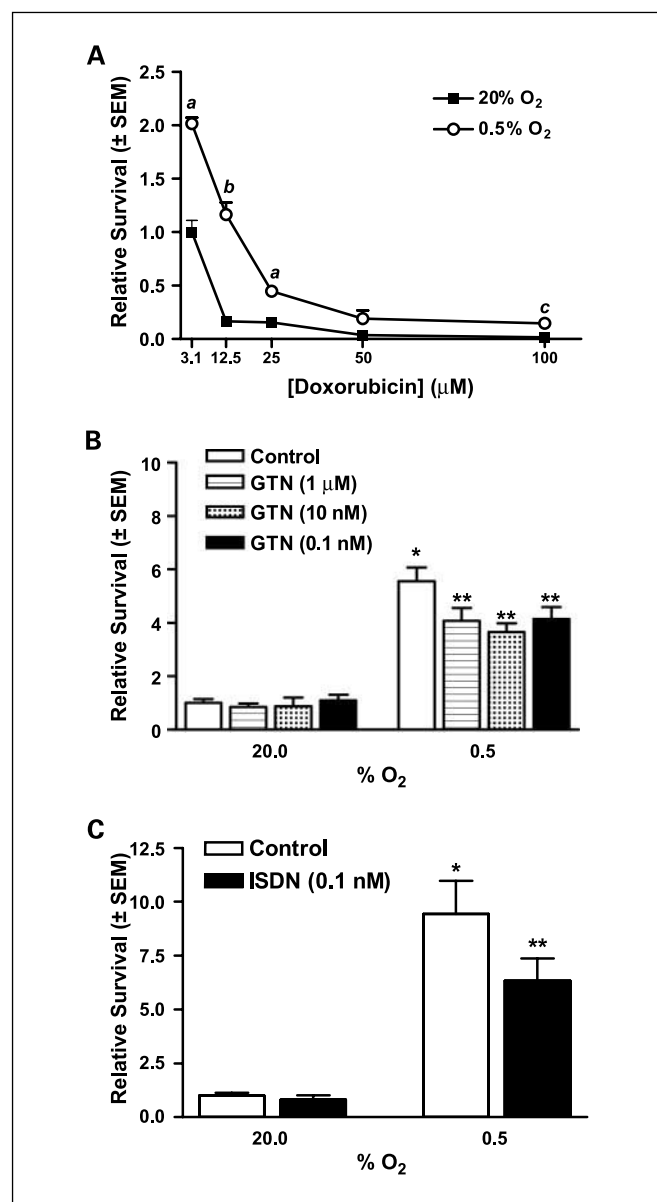 A
Relative Survival (± SEM)
2.5
2.0
1.5
1.0
0.5
0.0
a
b
a
c
20% O₂
0.5% O₂
3.1 12.5 25 50 100
[Doxorubicin] (μM)
B
Relative Survival (± SEM)
10
8
6
4
2
0
Control
GTN (1 μM)
GTN (10 nM)
GTN (0.1 nM)
*
** ** **
20.0 0.5
% O₂
C
Relative Survival (± SEM)
12.5
10.0
7.5
5.0
2.5
0.0
Control
ISDN (0.1 nM)
*
**
20.0 0.5
% O₂